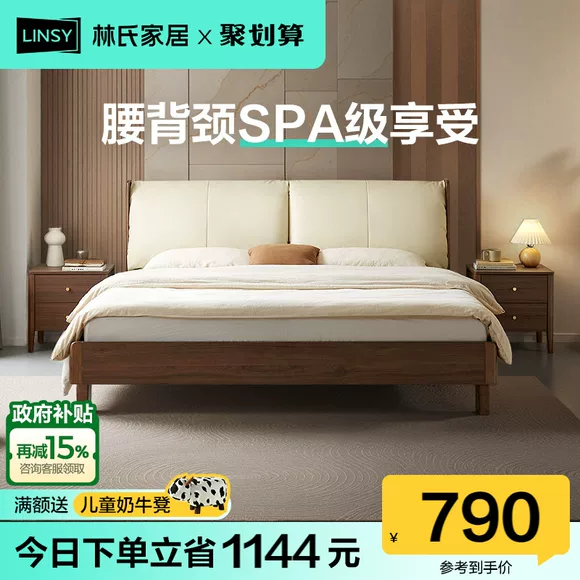 LINSY 林氏家居 × 聚划算
腰背颈SPA级享受
政府补贴
再减15%
咨询客服领取
满额送 儿童奶牛凳
今日下单立省1144元
¥790
参考到手价